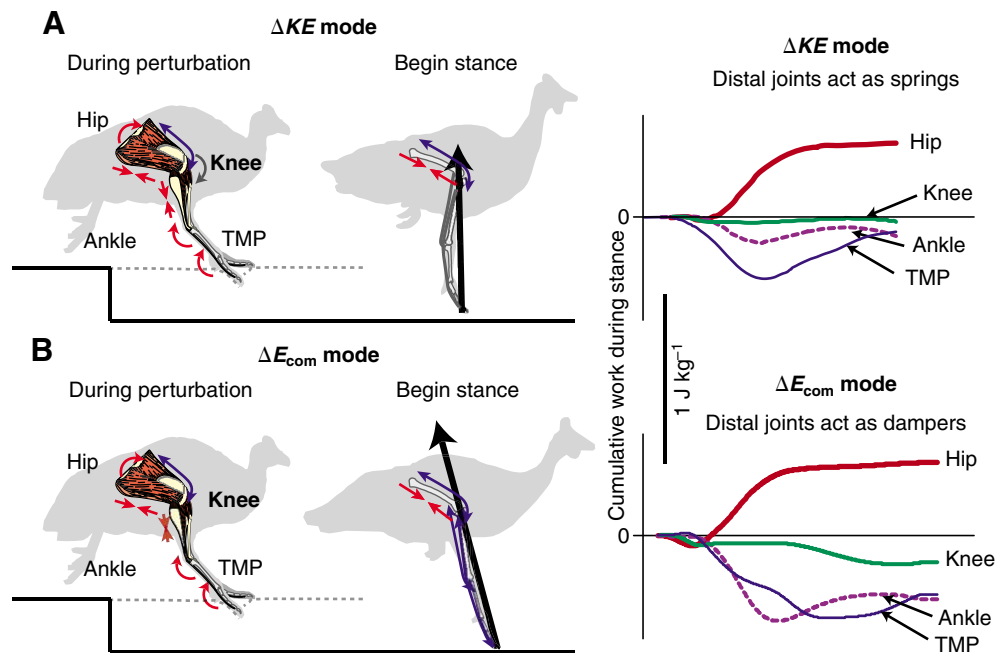 A
ΔKE mode
During perturbation
Begin stance
Hip
Knee
Ankle
TMP
B
ΔE_com mode
During perturbation
Begin stance
Hip
Knee
Ankle
TMP
Cumulative work during stance
ΔKE mode
Distal joints act as springs
0
Hip
Knee
Ankle
TMP
1 J kg⁻¹
ΔE_com mode
Distal joints act as dampers
0
Hip
Knee
Ankle
TMP